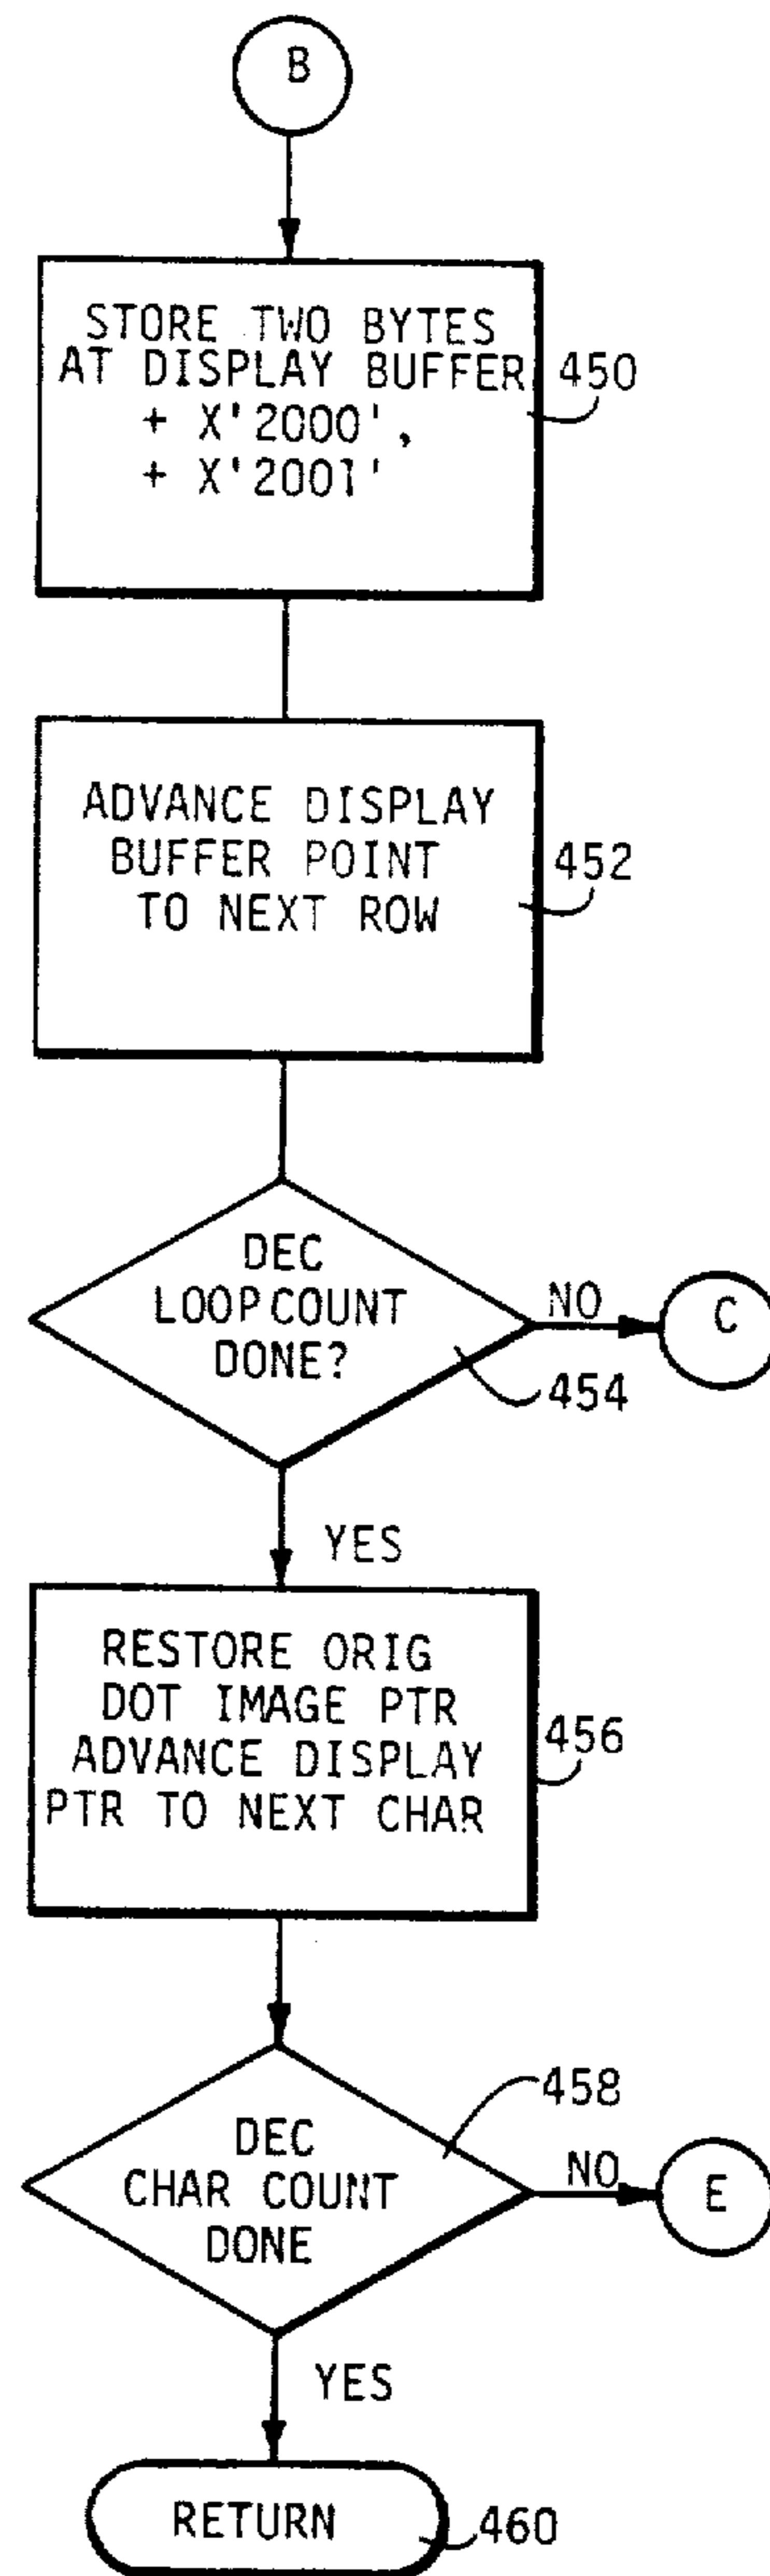 B
STORE TWO BYTES
AT DISPLAY BUFFER
+ X'2000',
+ X'2001'
450
ADVANCE DISPLAY
BUFFER POINT
TO NEXT ROW
452
DEC
LOOP COUNT
DONE?
NO
C
454
YES
RESTORE ORIG
DOT IMAGE PTR
ADVANCE DISPLAY
PTR TO NEXT CHAR
456
458
DEC
CHAR COUNT
DONE
NO
E
YES
RETURN
460